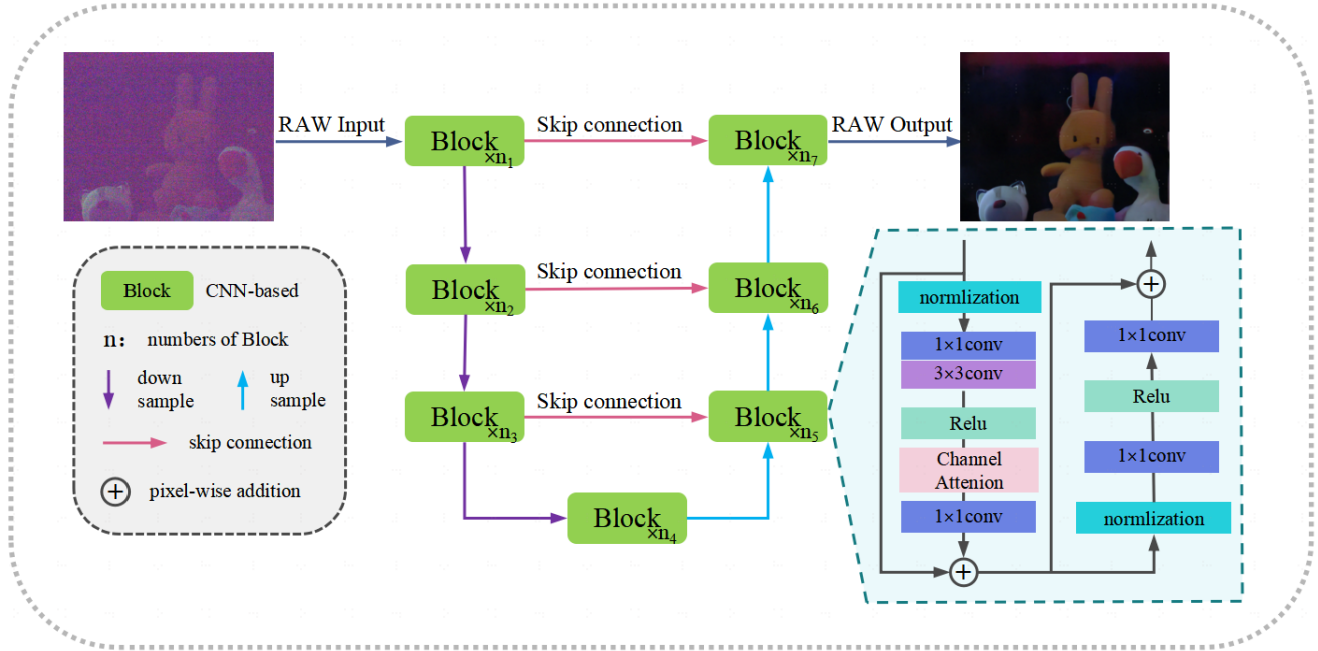 RAW Input
Block
×n₁
Skip connection
Block
×n₇
RAW Output
Block
×n₂
Skip connection
Block
×n₆
Block
×n₃
Skip connection
Block
×n₅
Block
×n₄
Block
CNN-based
n:
numbers of Block
down
sample
up
sample
skip connection
pixel-wise addition
normlization
1×1conv
3×3conv
Relu
Channel
Attenion
1×1conv
1×1conv
Relu
1×1conv
normlization